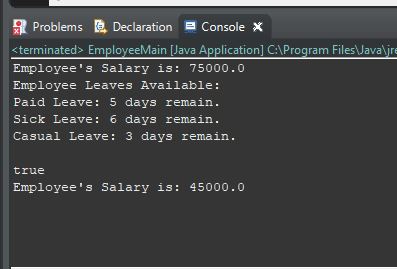 Problems Declaration Console
<terminated> EmployeeMain [Java Application] C:\Program Files\Java\jre
Employee's Salary is: 75000.0
Employee Leaves Available:
Paid Leave: 5 days remain.
Sick Leave: 6 days remain.
Casual Leave: 3 days remain.
true
Employee's Salary is: 45000.0